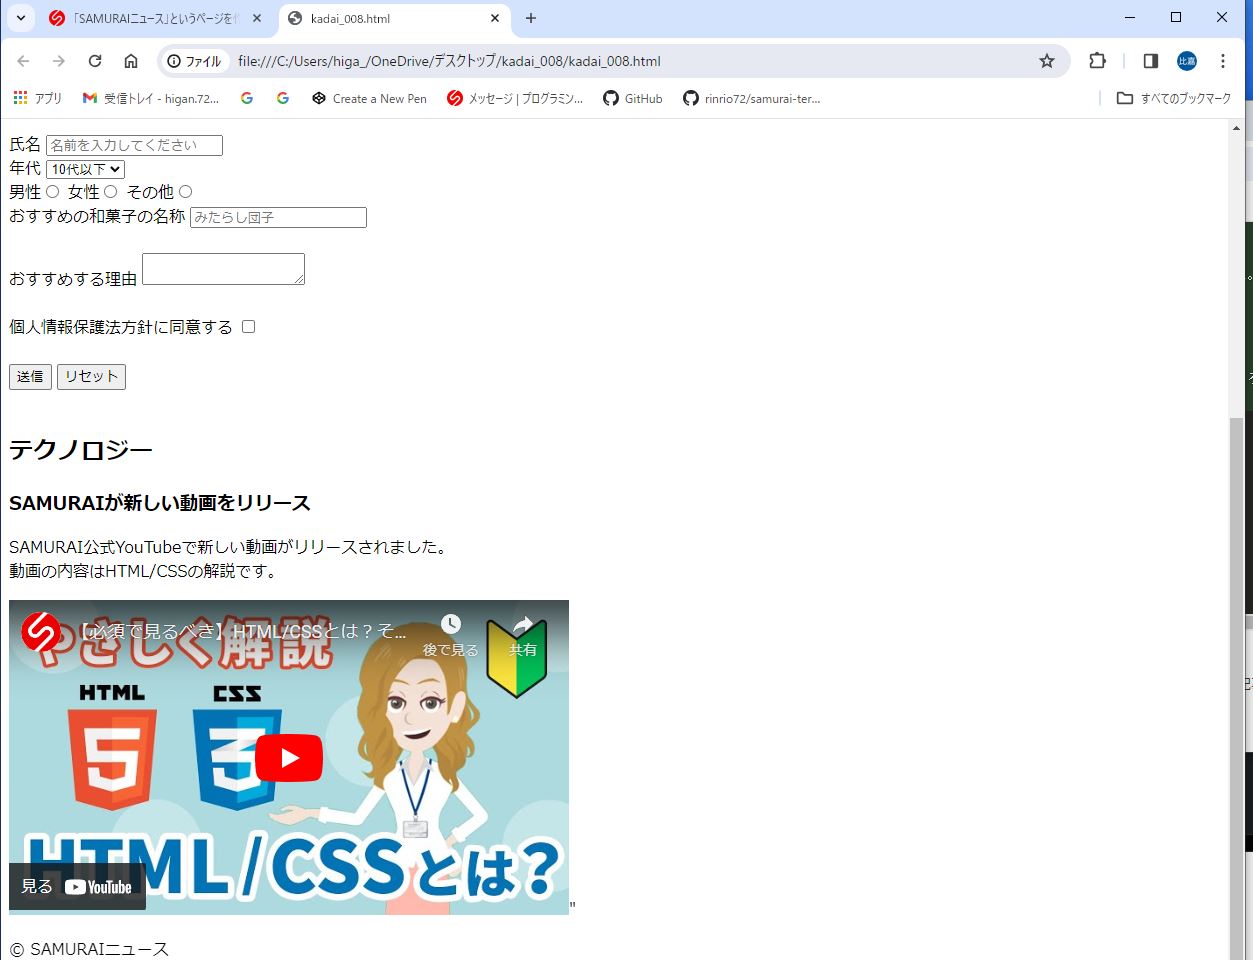 「SAMURAIニュース」というページを
kadai_008.html
ファイル file:///C:/Users/higa_/OneDrive/デスクトップ/kadai_008/kadai_008.html 比嘉
アプリ 受信トレイ - higan.72... Create a New Pen メッセージ | プログラミン... GitHub rinrio72/samurai-ter... すべてのブックマーク
氏名 名前を入力してください
年代 10代以下
男性 女性 その他
おすすめの和菓子の名称 みたらし団子
おすすめする理由
個人情報保護法方針に同意する
送信 リセット
テクノロジー
SAMURAIが新しい動画をリリース
SAMURAI公式YouTubeで新しい動画がリリースされました。
動画の内容はHTML/CSSの解説です。
【必須で見るべき】HTML/CSSとは？そ...
後で見る 共有
やさしく解説
HTML CSS
5 3
HTML/CSSとは？
見る YouTube
"
© SAMURAIニュース